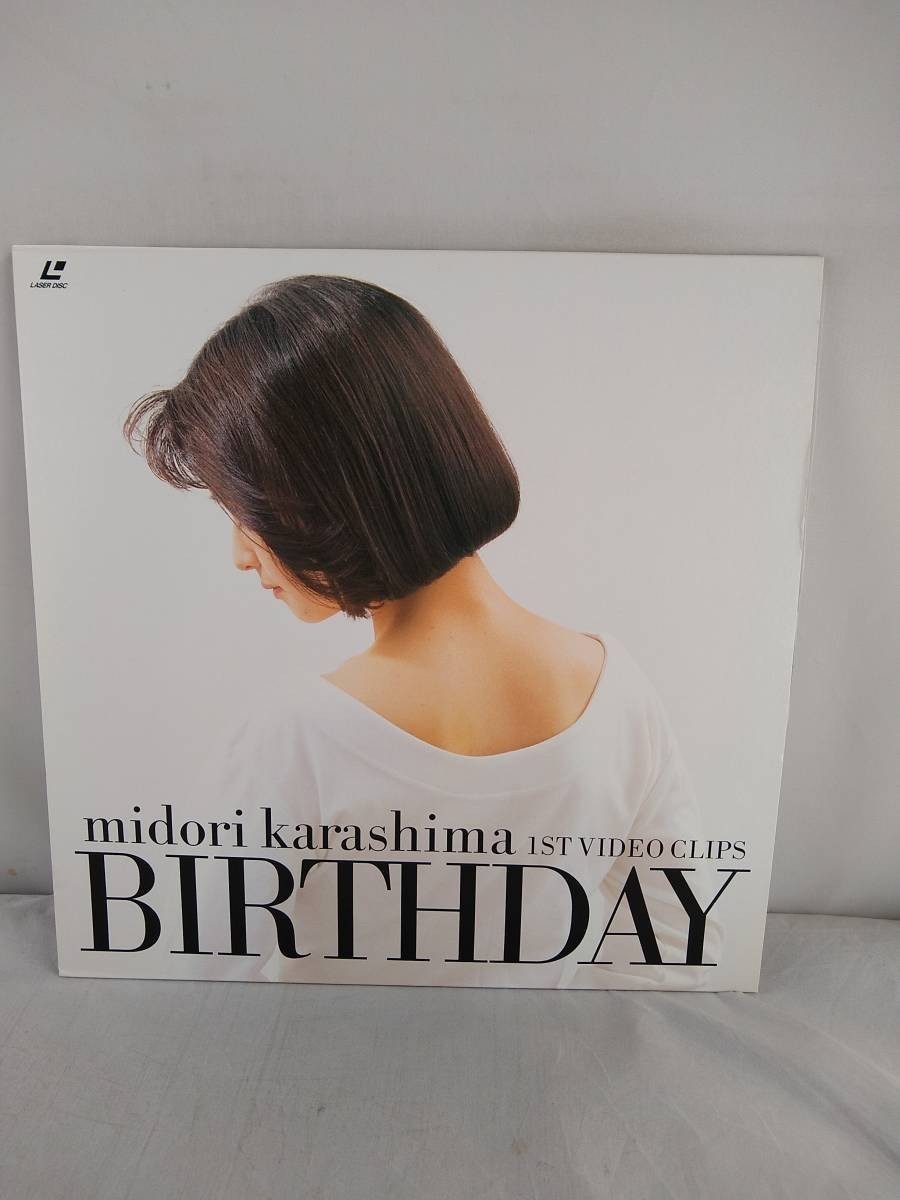 LASER DISC
midori karashima 1ST VIDEO CLIPS
BIRTHDAY